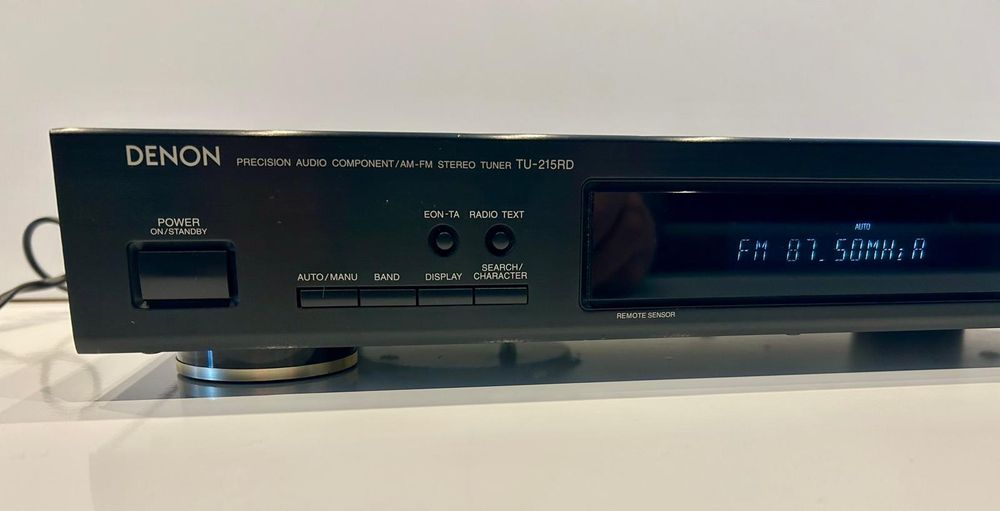 DENON PRECISION AUDIO COMPONENT/AM-FM STEREO TUNER TU-215RD
POWER
ON/STANDBY
EON-TA RADIO TEXT
AUTO/MANU BAND DISPLAY SEARCH/
CHARACTER
AUTO
FM 87.50MHz A
REMOTE SENSOR